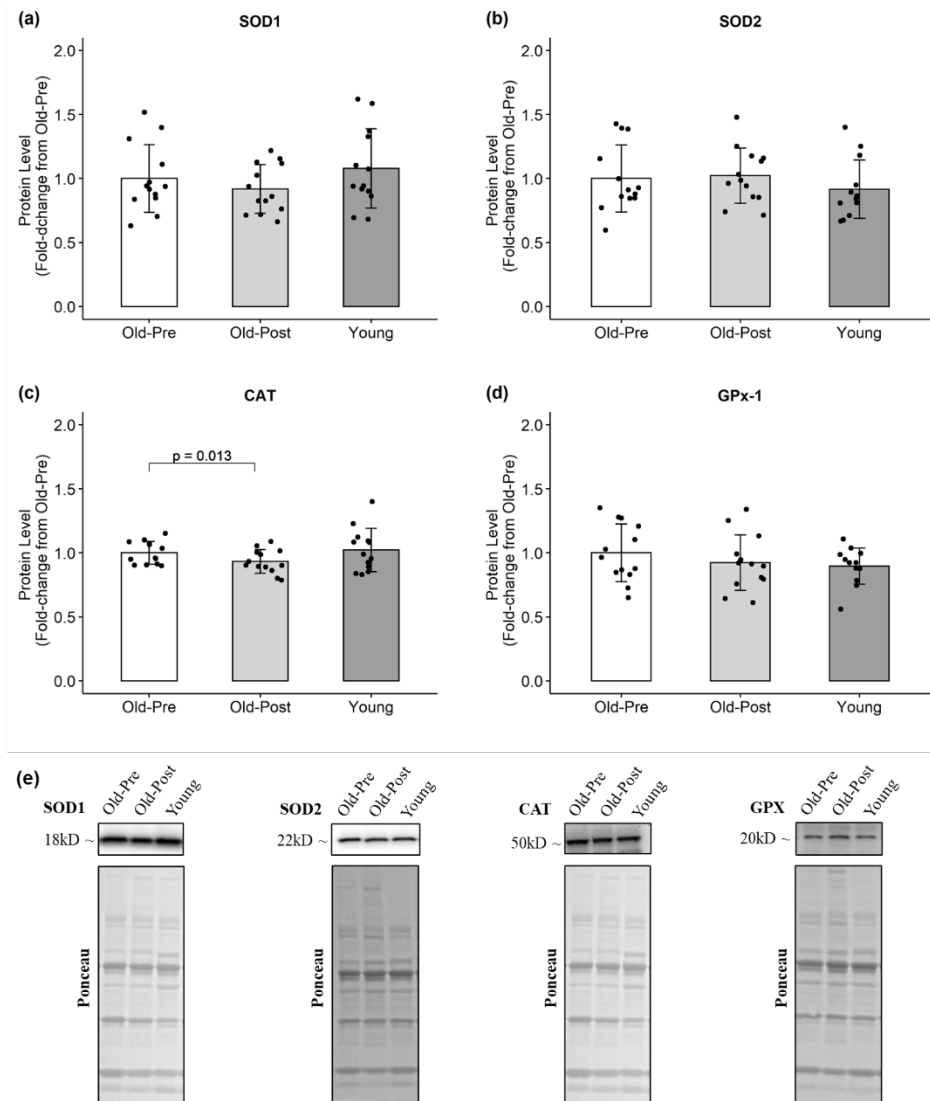 (a)
SOD1
Protein Level
(Fold-dchange from Old-Pre)
2.0
1.5
1.0
0.5
0.0
Old-Pre
Old-Post
Young
(b)
SOD2
Protein Level
(Fold-change from Old-Pre)
2.0
1.5
1.0
0.5
0.0
Old-Pre
Old-Post
Young
(c)
CAT
Protein Level
(Fold-change from Old-Pre)
2.0
1.5
1.0
0.5
0.0
p = 0.013
Old-Pre
Old-Post
Young
(d)
GPx-1
Protein Level
(Fold-change from Old-Pre)
2.0
1.5
1.0
0.5
0.0
Old-Pre
Old-Post
Young
(e)
SOD1
Old-Pre
Old-Post
Young
18kD ~
Ponceau
SOD2
Old-Pre
Old-Post
Young
22kD ~
Ponceau
CAT
Old-Pre
Old-Post
Young
50kD ~
Ponceau
GPX
Old-Pre
Old-Post
Young
20kD ~
Ponceau